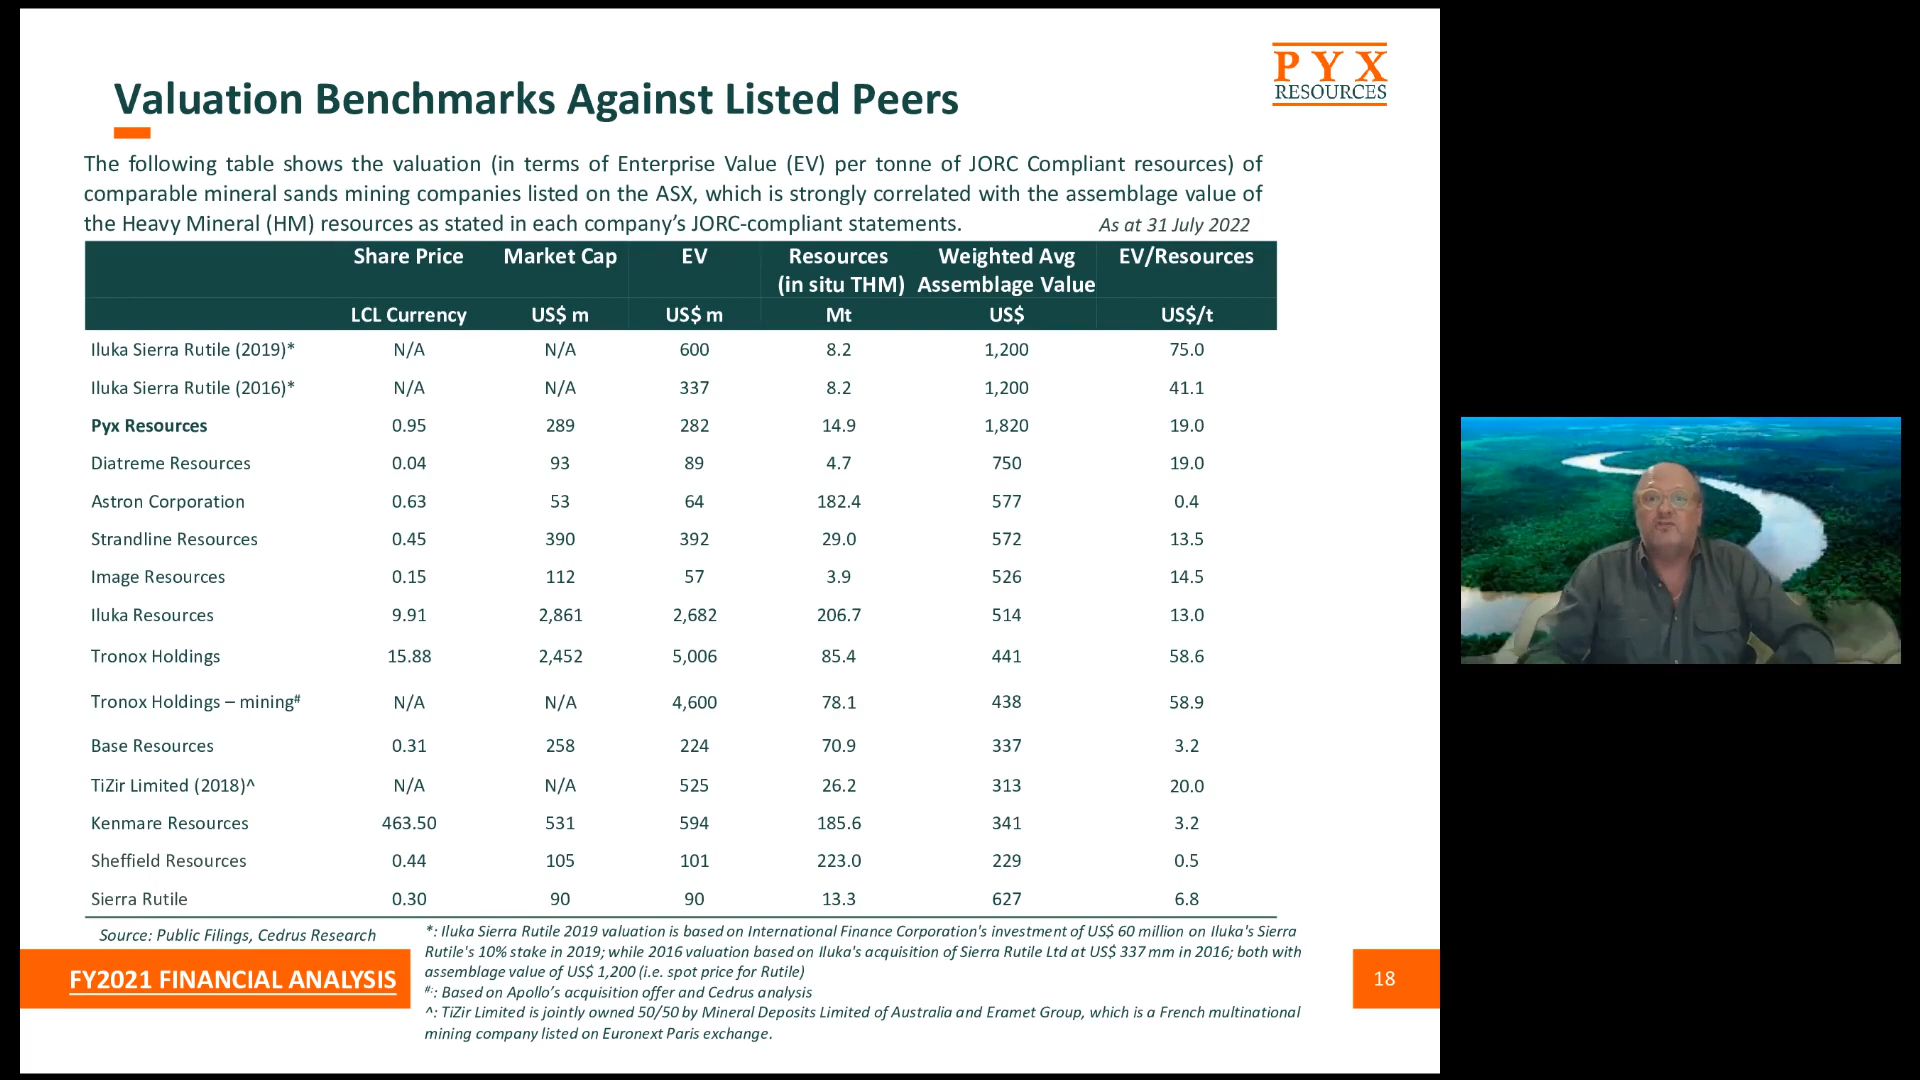 PYX
RESOURCES
Valuation Benchmarks Against Listed Peers
The following table shows the valuation (in terms of Enterprise Value (EV) per tonne of JORC Compliant resources) of
comparable mineral sands mining companies listed on the ASX, which is strongly correlated with the assemblage value of
the Heavy Mineral (HM) resources as stated in each company's JORC-compliant statements. As at 31 July 2022
Share Price Market Cap EV Resources Weighted Avg EV/Resources
(in situ THM) Assemblage Value
LCL Currency US$ m US$ m Mt US$ US$/t
Iluka Sierra Rutile (2019)* N/A N/A 600 8.2 1,200 75.0
Iluka Sierra Rutile (2016)* N/A N/A 337 8.2 1,200 41.1
Pyx Resources 0.95 289 282 14.9 1,820 19.0
Diatreme Resources 0.04 93 89 4.7 750 19.0
Astron Corporation 0.63 53 64 182.4 577 0.4
Strandline Resources 0.45 390 392 29.0 572 13.5
Image Resources 0.15 112 57 3.9 526 14.5
Iluka Resources 9.91 2,861 2,682 206.7 514 13.0
Tronox Holdings 15.88 2,452 5,006 85.4 441 58.6
Tronox Holdings – mining# N/A N/A 4,600 78.1 438 58.9
Base Resources 0.31 258 224 70.9 337 3.2
TiZir Limited (2018)^ N/A N/A 525 26.2 313 20.0
Kenmare Resources 463.50 531 594 185.6 341 3.2
Sheffield Resources 0.44 105 101 223.0 229 0.5
Sierra Rutile 0.30 90 90 13.3 627 6.8
Source: Public Filings, Cedrus Research
*: Iluka Sierra Rutile 2019 valuation is based on International Finance Corporation's investment of US$ 60 million on Iluka's Sierra
Rutile's 10% stake in 2019; while 2016 valuation based on Iluka's acquisition of Sierra Rutile Ltd at US$ 337 mm in 2016; both with
assemblage value of US$ 1,200 (i.e. spot price for Rutile)
#: Based on Apollo's acquisition offer and Cedrus analysis
^: TiZir Limited is jointly owned 50/50 by Mineral Deposits Limited of Australia and Eramet Group, which is a French multinational
mining company listed on Euronext Paris exchange.
FY2021 FINANCIAL ANALYSIS
18